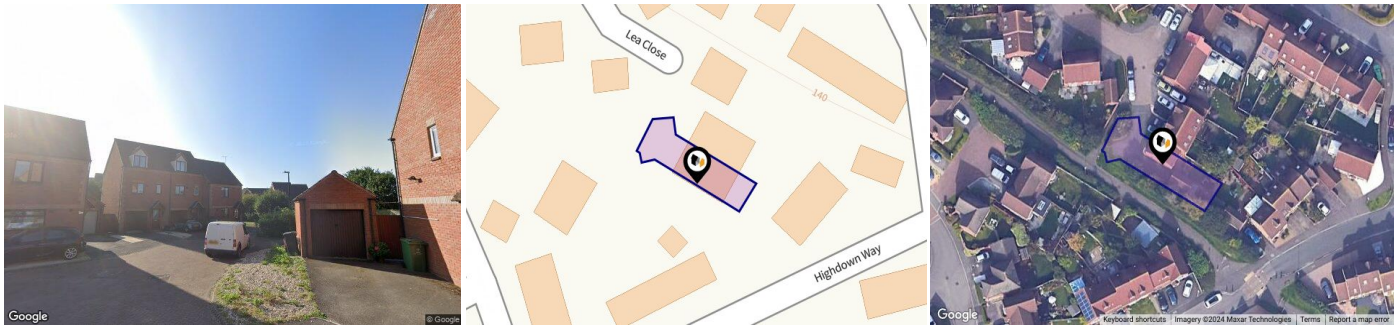 Google
© Google
Lea Close
140
Highdown Way
Google
Keyboard shortcuts
Imagery ©2024 Maxar Technologies
Terms
Report a map error